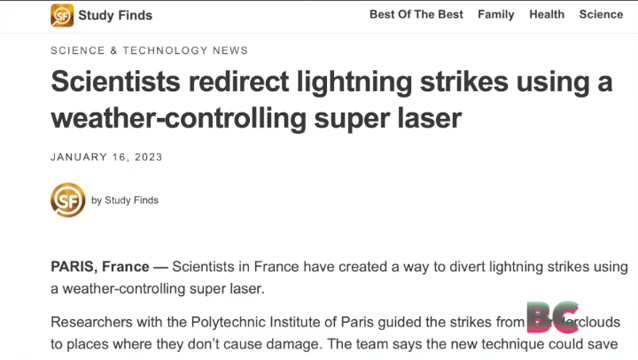 SF Study Finds
Best Of The Best Family Health Science
SCIENCE & TECHNOLOGY NEWS
Scientists redirect lightning strikes using a
weather-controlling super laser
JANUARY 16, 2023
SF by Study Finds
PARIS, France — Scientists in France have created a way to divert lightning strikes using
a weather-controlling super laser.
Researchers with the Polytechnic Institute of Paris guided the strikes from
BC
to places where they don't cause damage. The team says the new technique could save